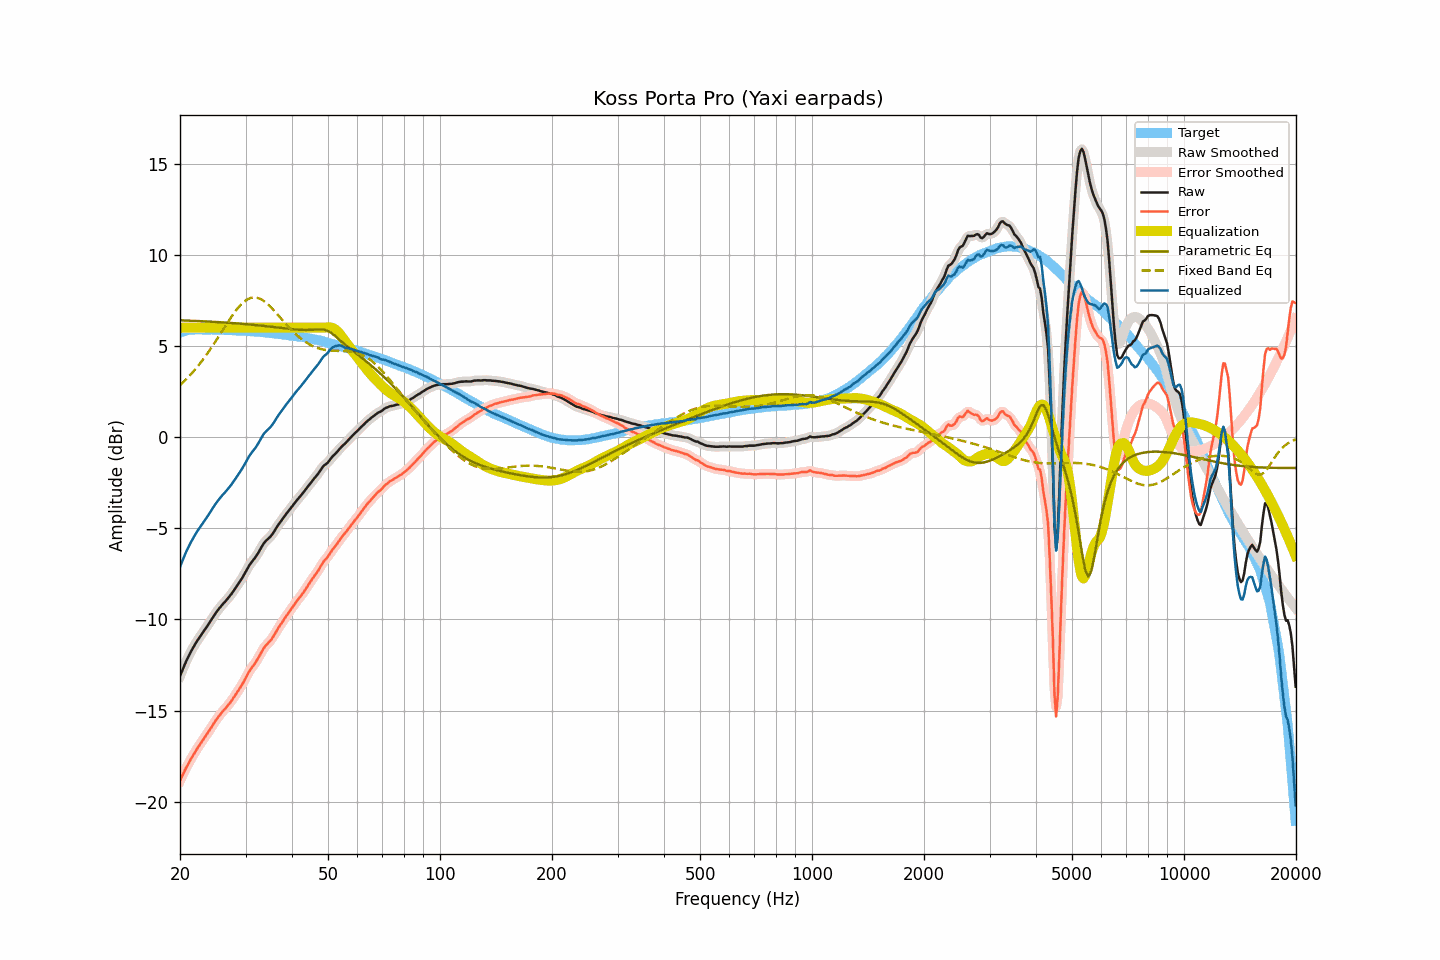 Koss Porta Pro (Yaxi earpads)
Target
Raw Smoothed
Error Smoothed
Raw
Error
Equalization
Parametric Eq
Fixed Band Eq
Equalized
15
10
5
0
−5
−10
−15
−20
Amplitude (dBr)
20 50 100 200 500 1000 2000 5000 10000 20000
Frequency (Hz)